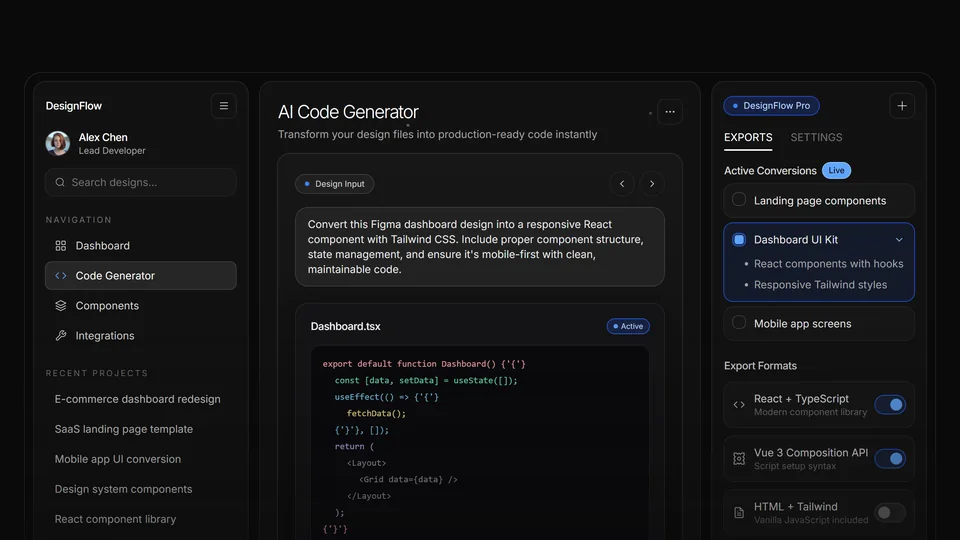 DesignFlow
Alex Chen
Lead Developer
Search designs...
NAVIGATION
Dashboard
Code Generator
Components
Integrations
RECENT PROJECTS
E-commerce dashboard redesign
SaaS landing page template
Mobile app UI conversion
Design system components
React component library
AI Code Generator
Transform your design files into production-ready code instantly
Design Input
Convert this Figma dashboard design into a responsive React
component with Tailwind CSS. Include proper component structure,
state management, and ensure it's mobile-first with clean,
maintainable code.
Dashboard.tsx
Active
export default function Dashboard() {'{'}
const [data, setData] = useState([]);
useEffect(() => {'{'}
fetchData();
{'}'}, []);
return (
<Layout>
<Grid data={data} />
</Layout>
);
{'}'}
DesignFlow Pro
EXPORTS SETTINGS
Active Conversions Live
Landing page components
Dashboard UI Kit
• React components with hooks
• Responsive Tailwind styles
Mobile app screens
Export Formats
React + TypeScript
Modern component library
Vue 3 Composition API
Script setup syntax
HTML + Tailwind
Vanilla JavaScript included